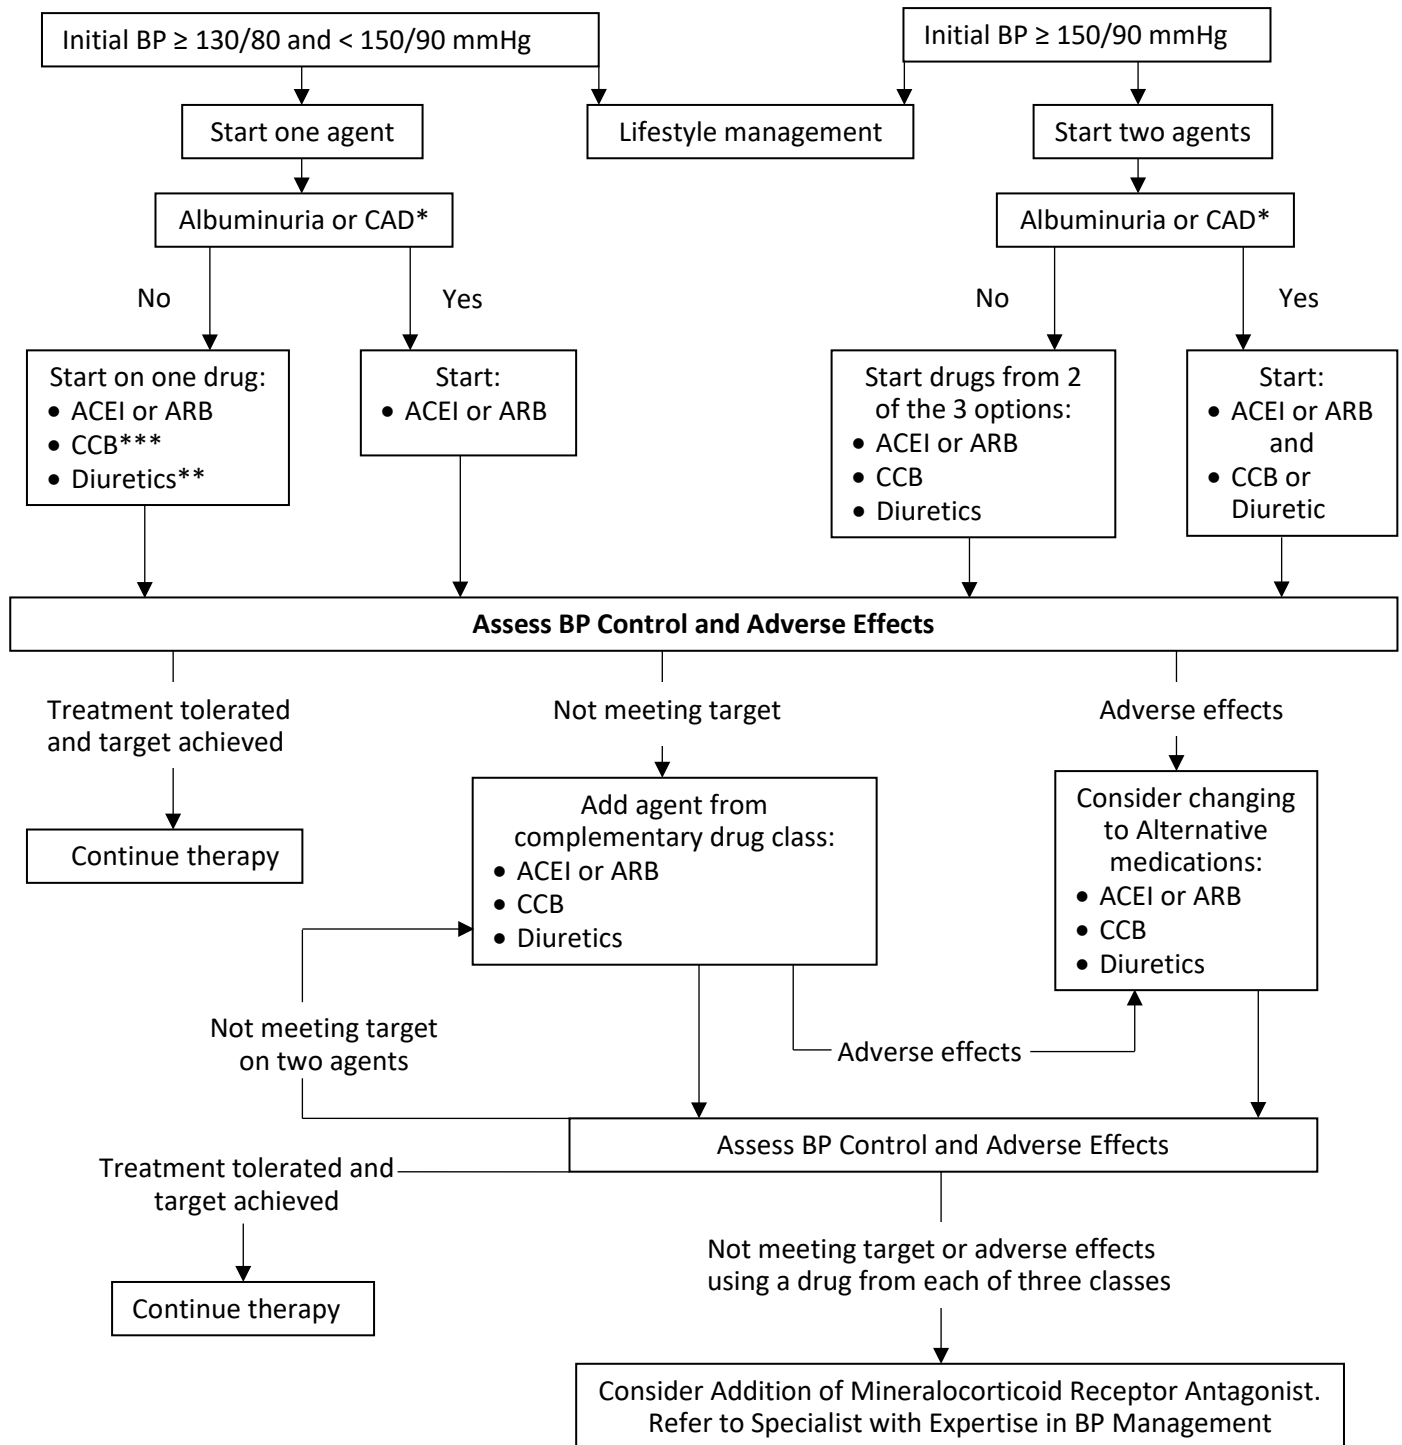 Initial BP ≥ 130/80 and < 150/90 mmHg
Initial BP ≥ 150/90 mmHg
Start one agent
Lifestyle management
Start two agents
Albuminuria or CAD*
Albuminuria or CAD*
No
Yes
No
Yes
Start on one drug:
• ACEI or ARB
• CCB***
• Diuretics**
Start:
• ACEI or ARB
Start drugs from 2
of the 3 options:
• ACEI or ARB
• CCB
• Diuretics
Start:
• ACEI or ARB
and
• CCB or
Diuretic
Assess BP Control and Adverse Effects
Treatment tolerated
and target achieved
Not meeting target
Adverse effects
Continue therapy
Add agent from
complementary drug class:
• ACEI or ARB
• CCB
• Diuretics
Consider changing
to Alternative
medications:
• ACEI or ARB
• CCB
• Diuretics
Not meeting target
on two agents
Adverse effects
Assess BP Control and Adverse Effects
Treatment tolerated and
target achieved
Not meeting target or adverse effects
using a drug from each of three classes
Continue therapy
Consider Addition of Mineralocorticoid Receptor Antagonist.
Refer to Specialist with Expertise in BP Management